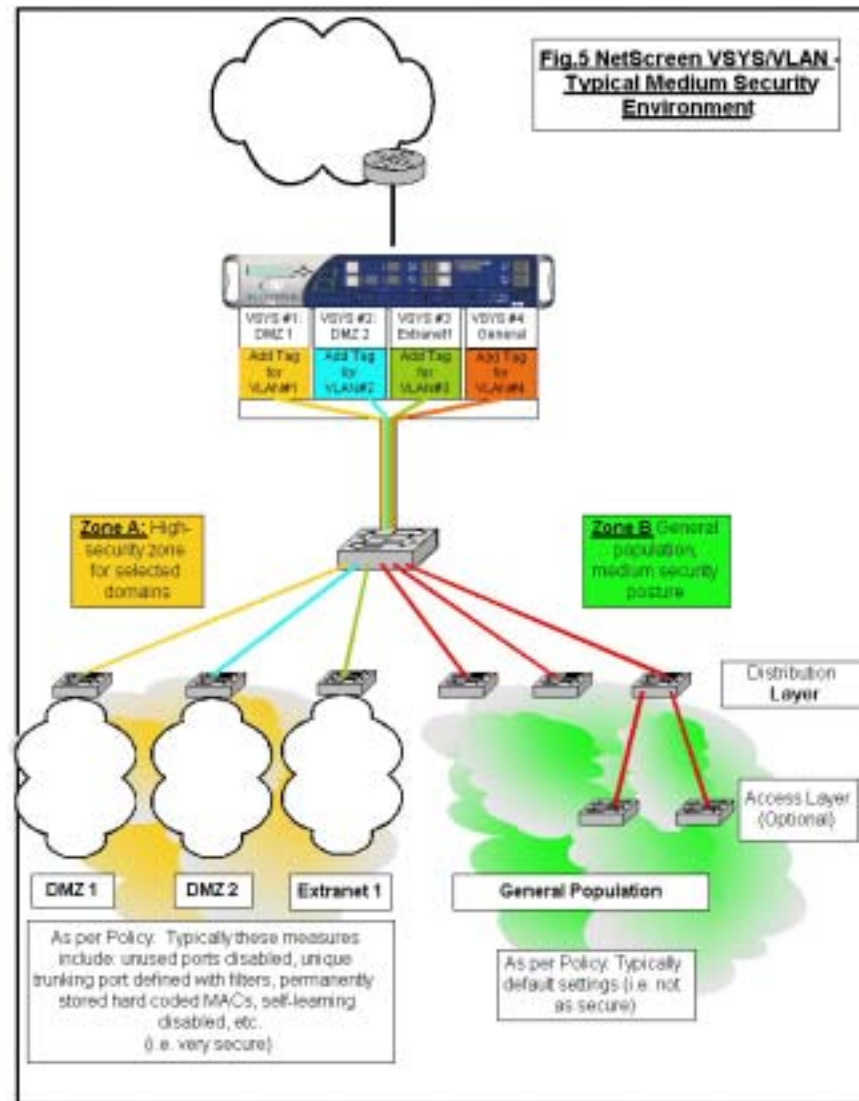 Fig.5 NetScreen VSYS/VLAN -
Typical Medium Security
Environment
VSYS #1:
DMZ 1
VSYS #2:
DMZ 2
VSYS #3
Extranet1
VSYS #4
General
Add Tag
for
VLAN#1
Add Tag
for
VLAN#2
Add Tag
for
VLAN#3
Add Tag
for
VLAN#4
Zone A: High-
security zone
for selected
domains
Zone B General
population,
medium security
posture
Distribution
Layer
Access Layer
(Optional)
DMZ 1
DMZ 2
Extranet 1
General Population
As per Policy: Typically these measures
include: unused ports disabled, unique
trunking port defined with filters, permanently
stored hard coded MACs, self-learning
disabled, etc.
(i.e. very secure)
As per Policy: Typically
default settings (i.e. not
as secure)